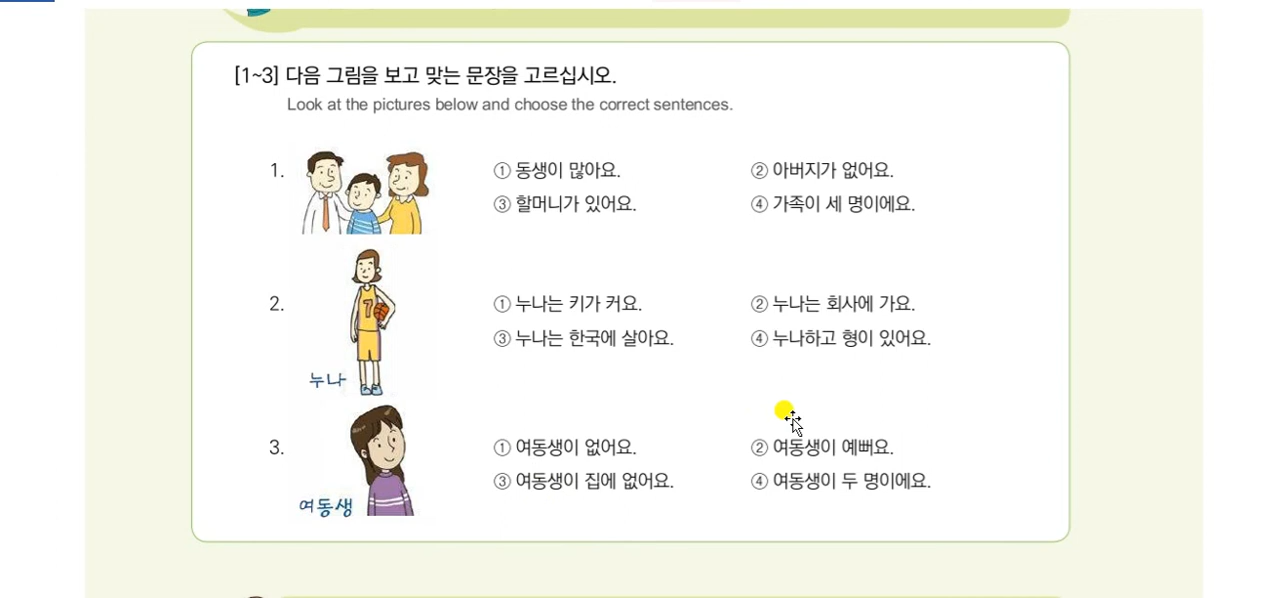 [1~3] 다음 그림을 보고 맞는 문장을 고르십시오.
Look at the pictures below and choose the correct sentences.
1. ① 동생이 많아요. ② 아버지가 없어요.
③ 할머니가 있어요. ④ 가족이 세 명이에요.
7
2. ① 누나는 키가 커요. ② 누나는 회사에 가요.
③ 누나는 한국에 살아요. ④ 누나하고 형이 있어요.
누나
3. ① 여동생이 없어요. ② 여동생이 예뻐요.
③ 여동생이 집에 없어요. ④ 여동생이 두 명이에요.
여동생